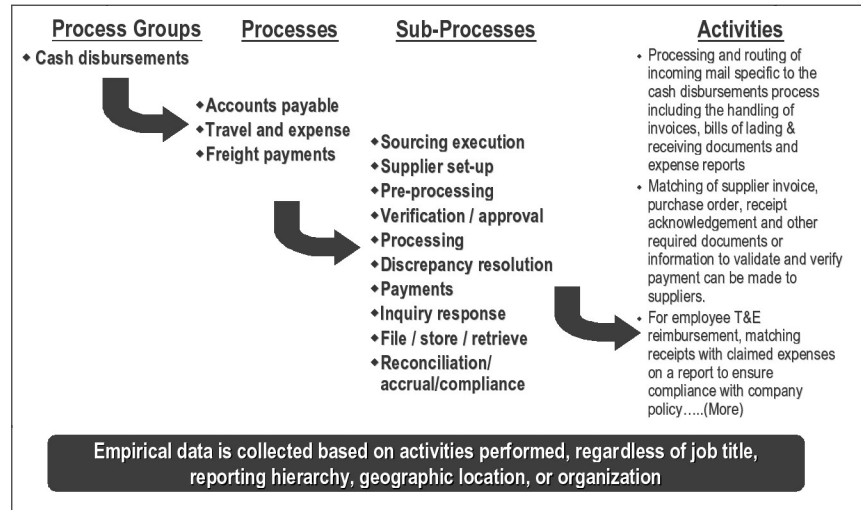 Process Groups
◆ Cash disbursements
Processes
◆ Accounts payable
◆ Travel and expense
◆ Freight payments
Sub-Processes
◆ Sourcing execution
◆ Supplier set-up
◆ Pre-processing
◆ Verification / approval
◆ Processing
◆ Discrepancy resolution
◆ Payments
◆ Inquiry response
◆ File / store / retrieve
◆ Reconciliation/
accrual/compliance
Activities
◆ Processing and routing of
incoming mail specific to the
cash disbursements process
including the handling of
invoices, bills of lading &
receiving documents and
expense reports
◆ Matching of supplier invoice,
purchase order, receipt
acknowledgement and other
required documents or
information to validate and verify
payment can be made to
suppliers.
◆ For employee T&E
reimbursement, matching
receipts with claimed expenses
on a report to ensure
compliance with company
policy…..(More)
Empirical data is collected based on activities performed, regardless of job title,
reporting hierarchy, geographic location, or organization